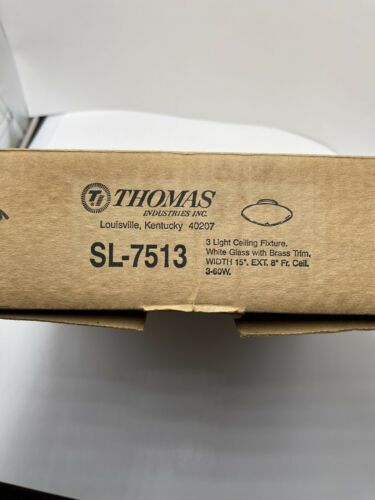 Ti THOMAS
INDUSTRIES INC.
Louisville, Kentucky 40207
SL-7513
3 Light Ceiling Fixture.
White Glass with Brass Trim.
WIDTH 15". EXT. 8" Fr. Ceil.
3-60W.